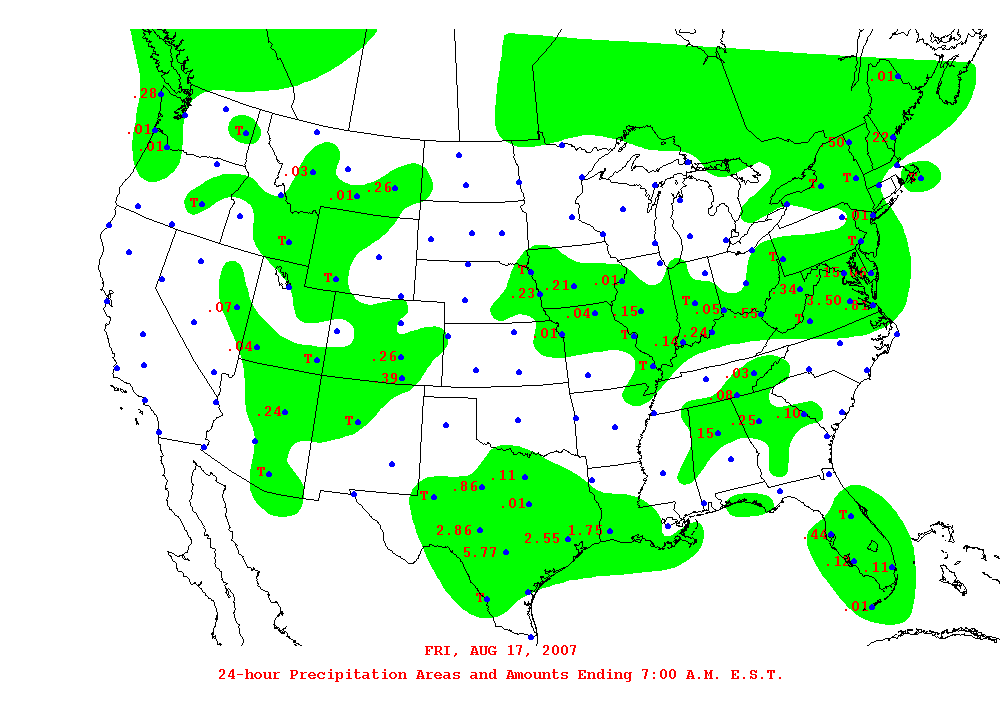 .01
.28
.01
T
.50
.22
.01
.03
.26
T
T
T
.01
T
.01
T
T
T
T
T
.21
.01
.34
.15
.06
.07
.23
T
.05
3.50
.81
.04
.15
.55
T
.01
T
.14
.24
.04
T
.26
T
.03
.39
.08
.24
T
.25
.10
.15
T
.11
.86
T
.01
T
2.86
2.55
1.75
.44
5.77
.12
.11
T
.01
FRI, AUG 17, 2007
24-hour Precipitation Areas and Amounts Ending 7:00 A.M. E.S.T.